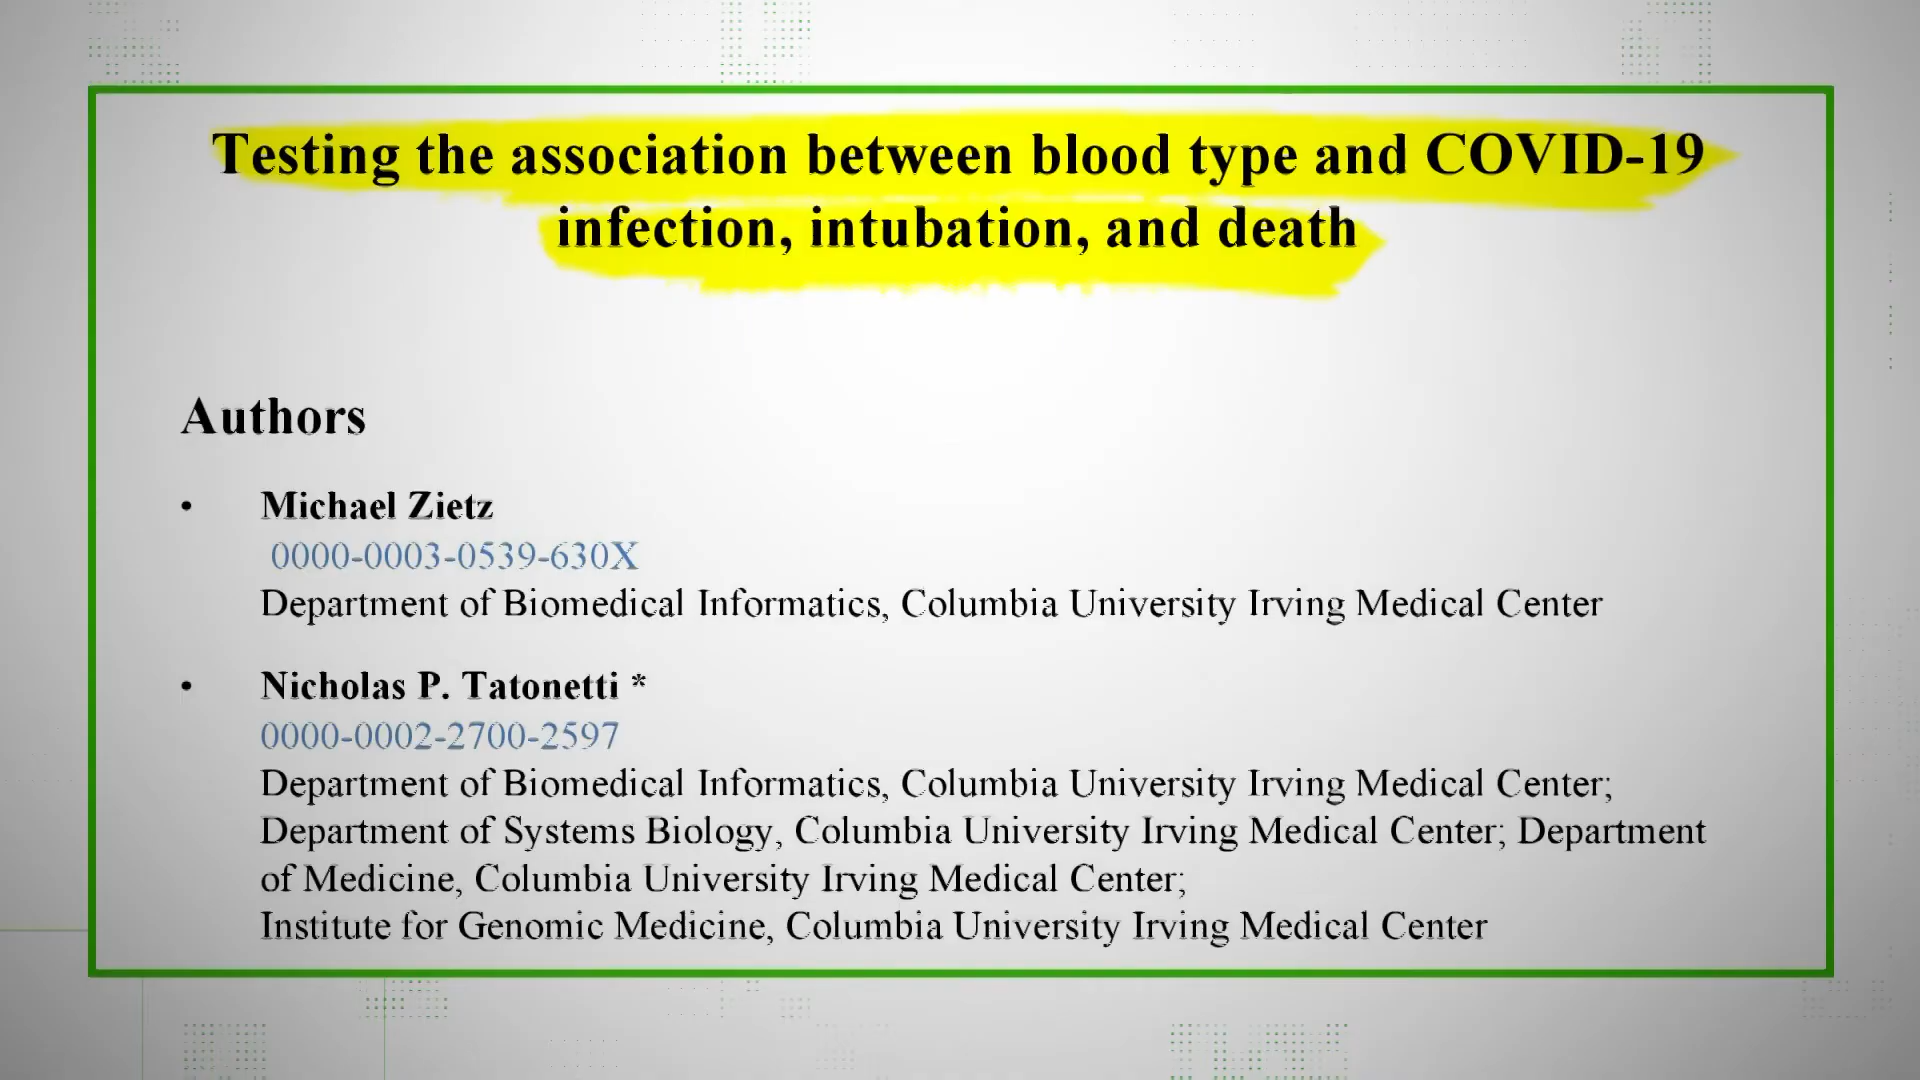 Testing the association between blood type and COVID-19
infection, intubation, and death
Authors
• Michael Zietz
0000-0003-0539-630X
Department of Biomedical Informatics, Columbia University Irving Medical Center
• Nicholas P. Tatonetti *
0000-0002-2700-2597
Department of Biomedical Informatics, Columbia University Irving Medical Center;
Department of Systems Biology, Columbia University Irving Medical Center; Department
of Medicine, Columbia University Irving Medical Center;
Institute for Genomic Medicine, Columbia University Irving Medical Center